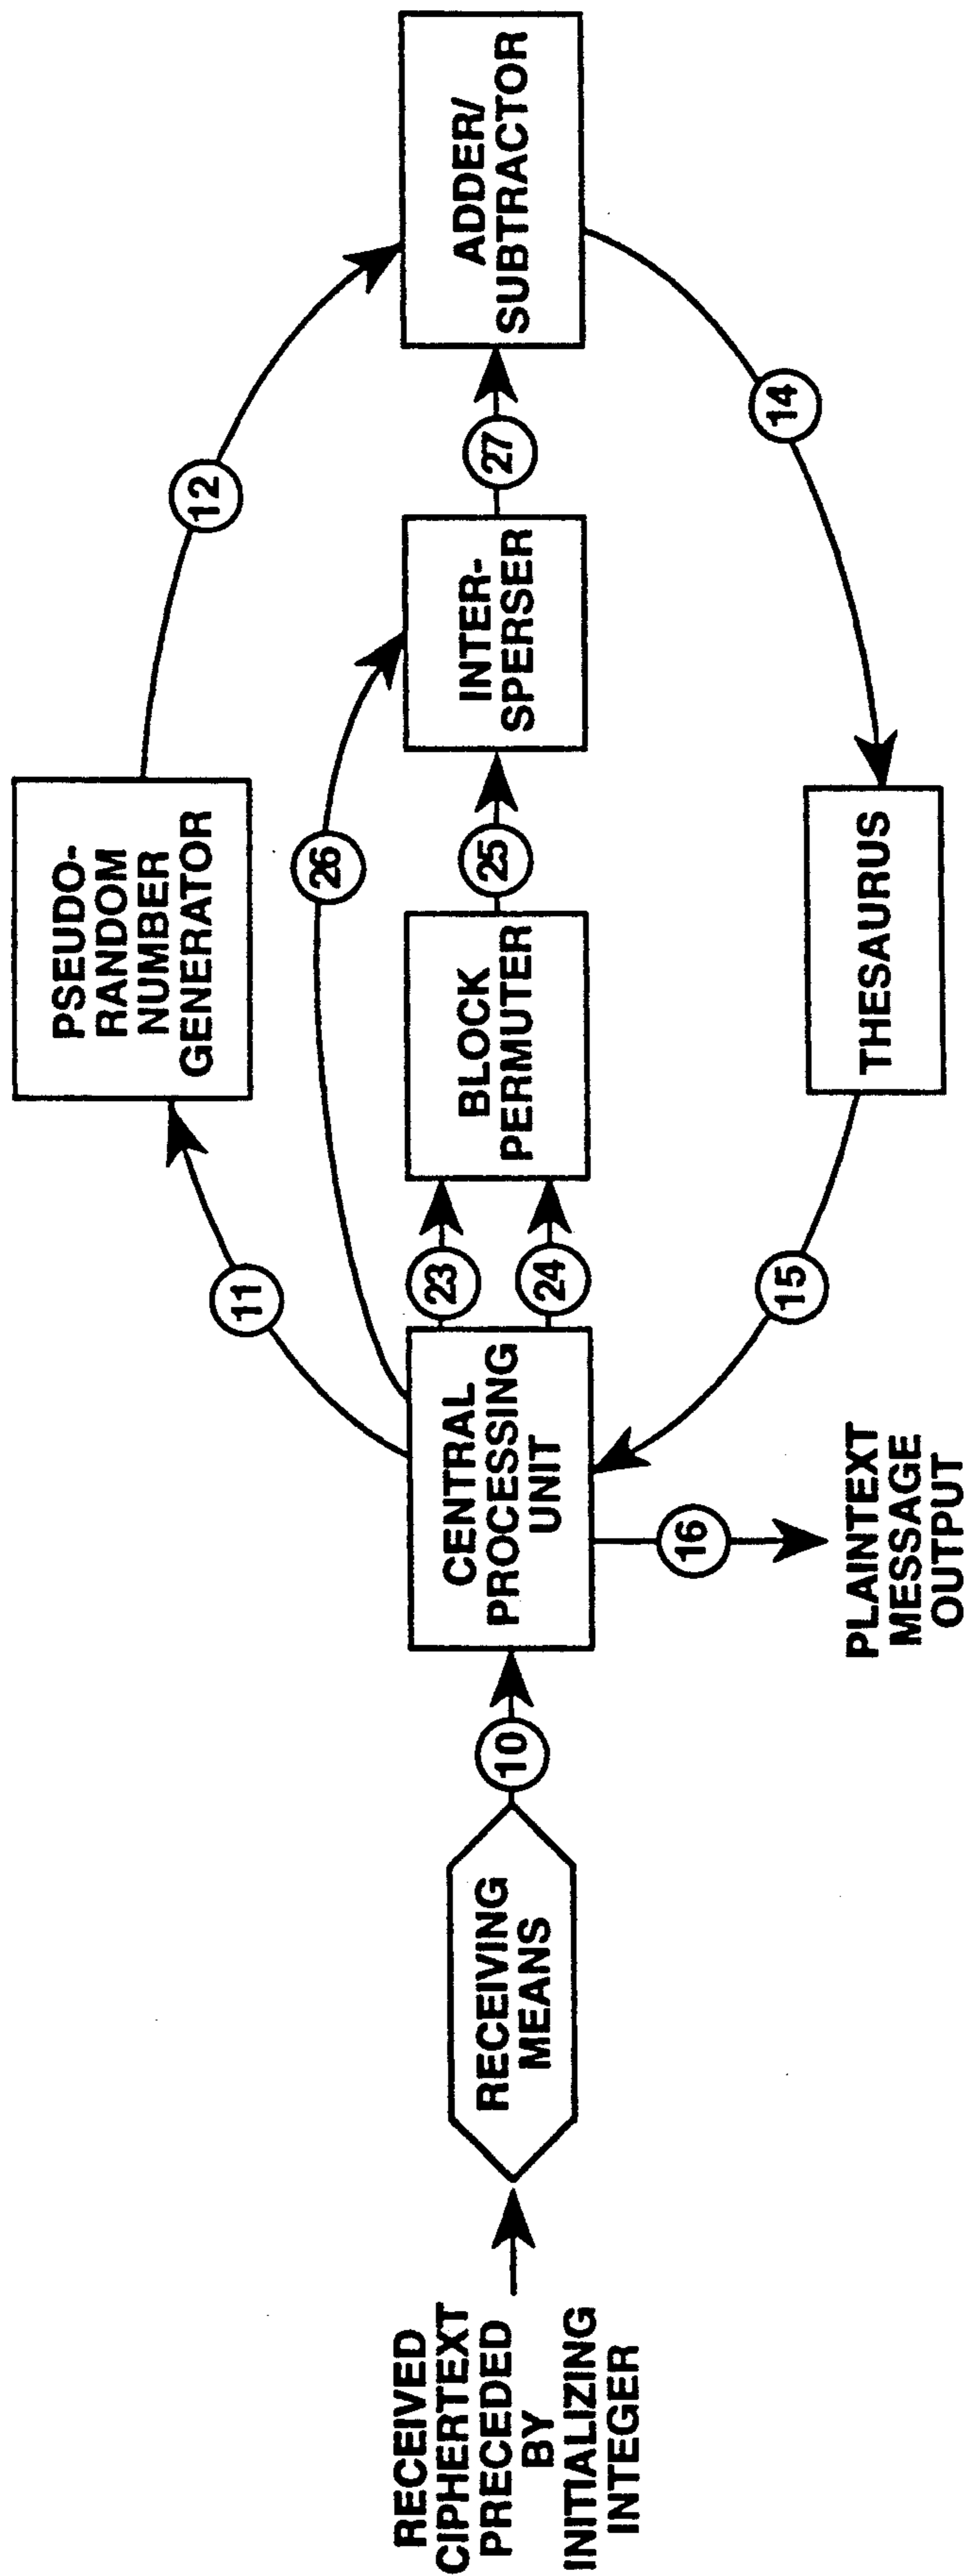 RECEIVED
CIPHERTEXT
PRECEDED
BY
INITIALIZING
INTEGER
RECEIVING
MEANS
10
CENTRAL
PROCESSING
UNIT
16
PLAINTEXT
MESSAGE
OUTPUT
11
PSEUDO-
RANDOM
NUMBER
GENERATOR
12
23
24
BLOCK
PERMUTER
25
26
INTER-
SPERSER
27
ADDER/
SUBTRACTOR
14
THESAURUS
15